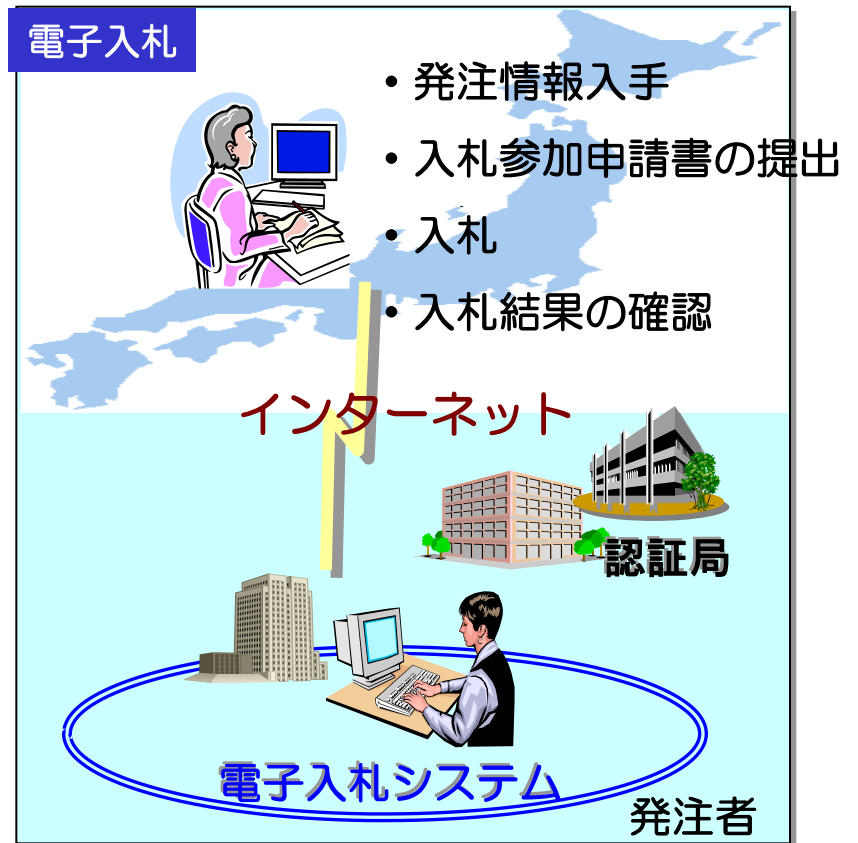 電子入札
・発注情報入手
・入札参加申請書の提出
・入札
・入札結果の確認
インターネット
認証局
電子入札システム
発注者